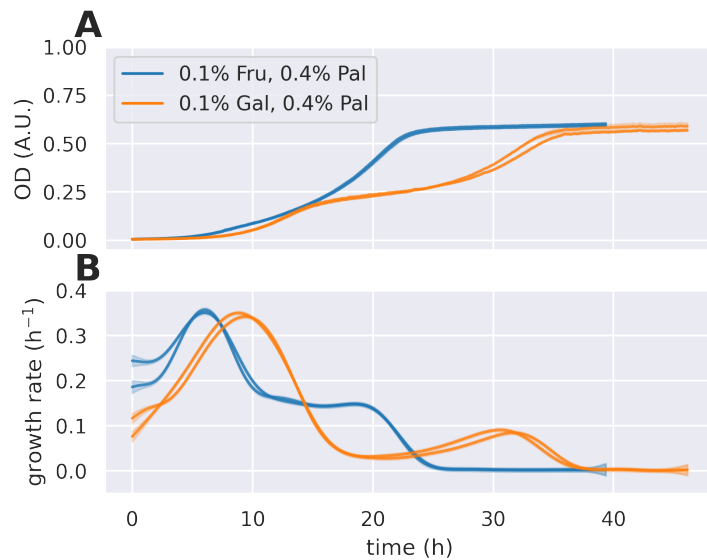 A
1.00
0.75
0.50
0.25
0.00
OD (A.U.)
0.1% Fru, 0.4% Pal
0.1% Gal, 0.4% Pal
B
0.4
0.3
0.2
0.1
0.0
growth rate (h⁻¹)
0 10 20 30 40
time (h)